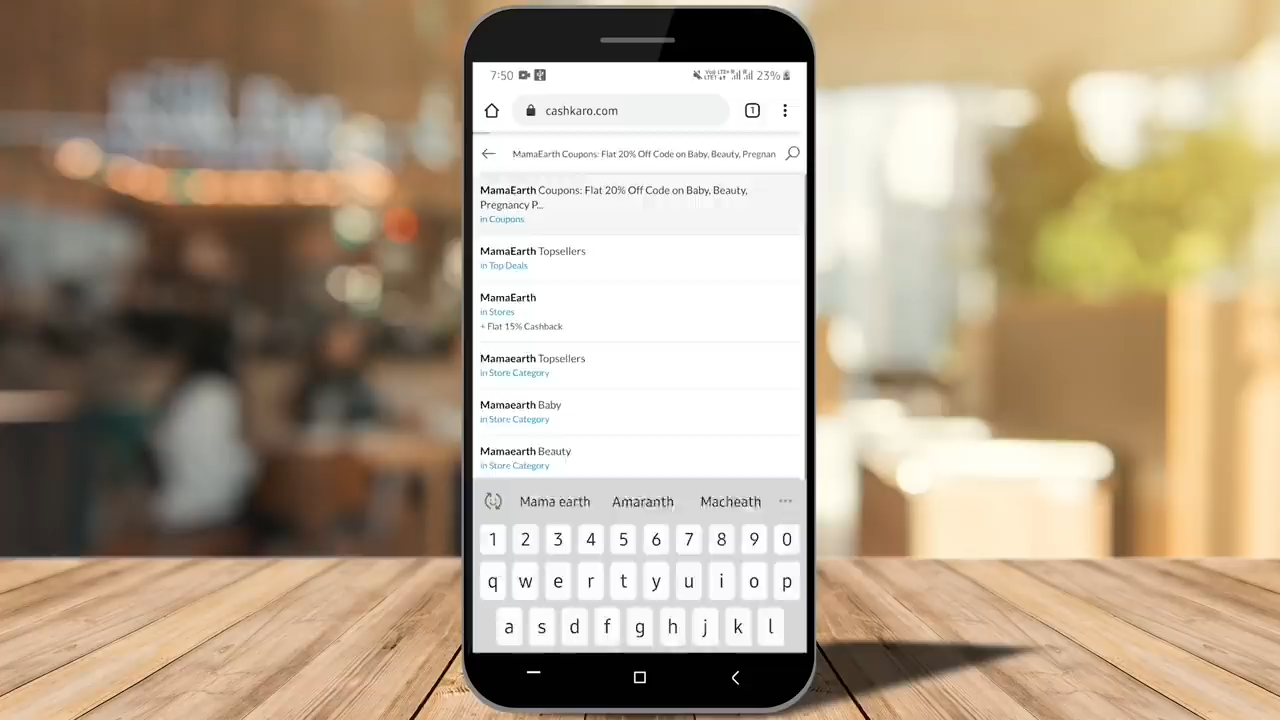 7:50 23%
cashkaro.com 1
MamaEarth Coupons: Flat 20% Off Code on Baby, Beauty, Pregnan
MamaEarth Coupons: Flat 20% Off Code on Baby, Beauty,
Pregnancy P...
in Coupons
MamaEarth Topsellers
in Top Deals
MamaEarth
in Stores
+ Flat 15% Cashback
Mamaearth Topsellers
in Store Category
Mamaearth Baby
in Store Category
Mamaearth Beauty
in Store Category
Mama earth Amaranth Macheath
1 2 3 4 5 6 7 8 9 0
q w e r t y u i o p
a s d f g h j k l